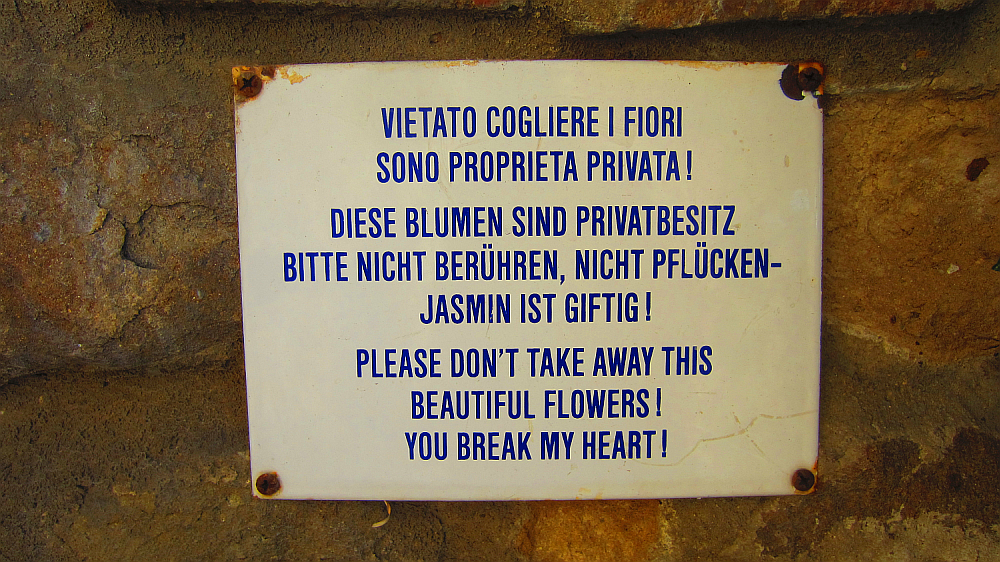 VIETATO COGLIERE I FIORI
SONO PROPRIETA PRIVATA!
DIESE BLUMEN SIND PRIVATBESITZ
BITTE NICHT BERÜHREN, NICHT PFLÜCKEN-
JASMIN IST GIFTIG!
PLEASE DON'T TAKE AWAY THIS
BEAUTIFUL FLOWERS!
YOU BREAK MY HEART!